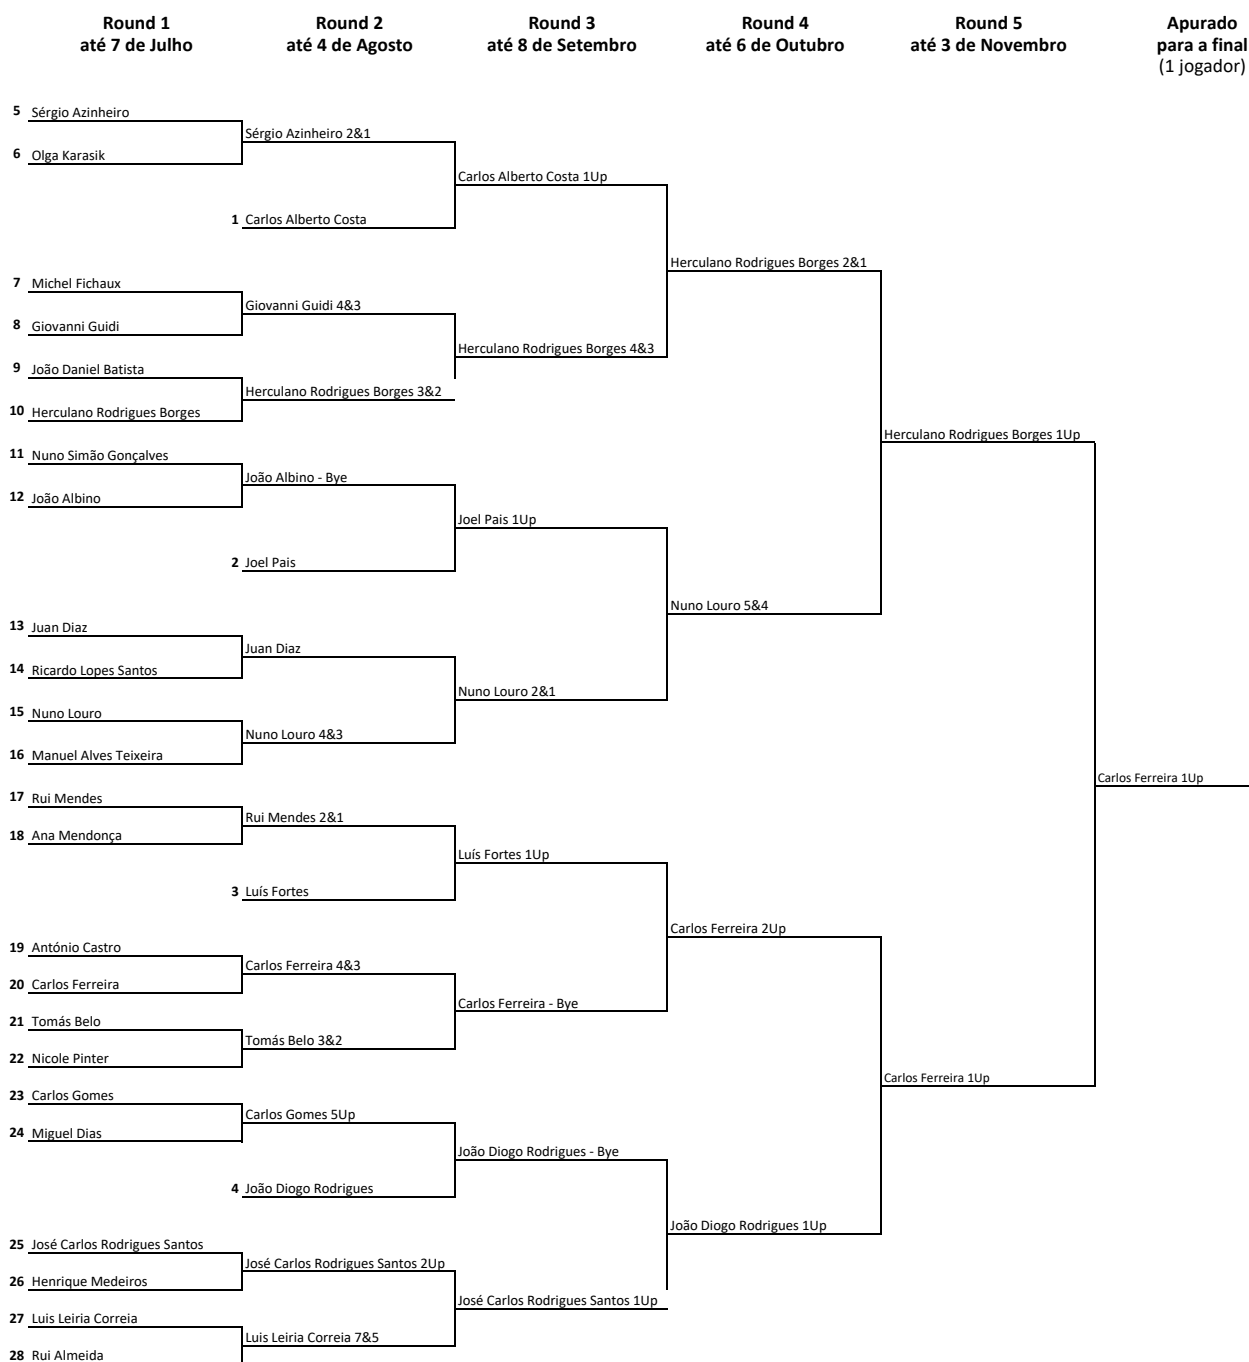 Round 1
até 7 de Julho
Round 2
até 4 de Agosto
Round 3
até 8 de Setembro
Round 4
até 6 de Outubro
Round 5
até 3 de Novembro
Apurado
para a final
(1 jogador)
5 Sérgio Azinheiro
Sérgio Azinheiro 2&1
6 Olga Karasik
Carlos Alberto Costa 1Up
1 Carlos Alberto Costa
Herculano Rodrigues Borges 2&1
7 Michel Fichaux
Giovanni Guidi 4&3
8 Giovanni Guidi
Herculano Rodrigues Borges 4&3
9 João Daniel Batista
Herculano Rodrigues Borges 3&2
10 Herculano Rodrigues Borges
Herculano Rodrigues Borges 1Up
11 Nuno Simão Gonçalves
João Albino - Bye
12 João Albino
Joel Pais 1Up
2 Joel Pais
Nuno Louro 5&4
13 Juan Diaz
Juan Diaz
14 Ricardo Lopes Santos
Nuno Louro 2&1
15 Nuno Louro
Nuno Louro 4&3
16 Manuel Alves Teixeira
Carlos Ferreira 1Up
17 Rui Mendes
Rui Mendes 2&1
18 Ana Mendonça
Luís Fortes 1Up
3 Luís Fortes
Carlos Ferreira 2Up
19 António Castro
Carlos Ferreira 4&3
20 Carlos Ferreira
Carlos Ferreira - Bye
21 Tomás Belo
Tomás Belo 3&2
22 Nicole Pinter
Carlos Ferreira 1Up
23 Carlos Gomes
Carlos Gomes 5Up
24 Miguel Dias
João Diogo Rodrigues - Bye
4 João Diogo Rodrigues
João Diogo Rodrigues 1Up
25 José Carlos Rodrigues Santos
José Carlos Rodrigues Santos 2Up
26 Henrique Medeiros
José Carlos Rodrigues Santos 1Up
27 Luis Leiria Correia
Luis Leiria Correia 7&5
28 Rui Almeida